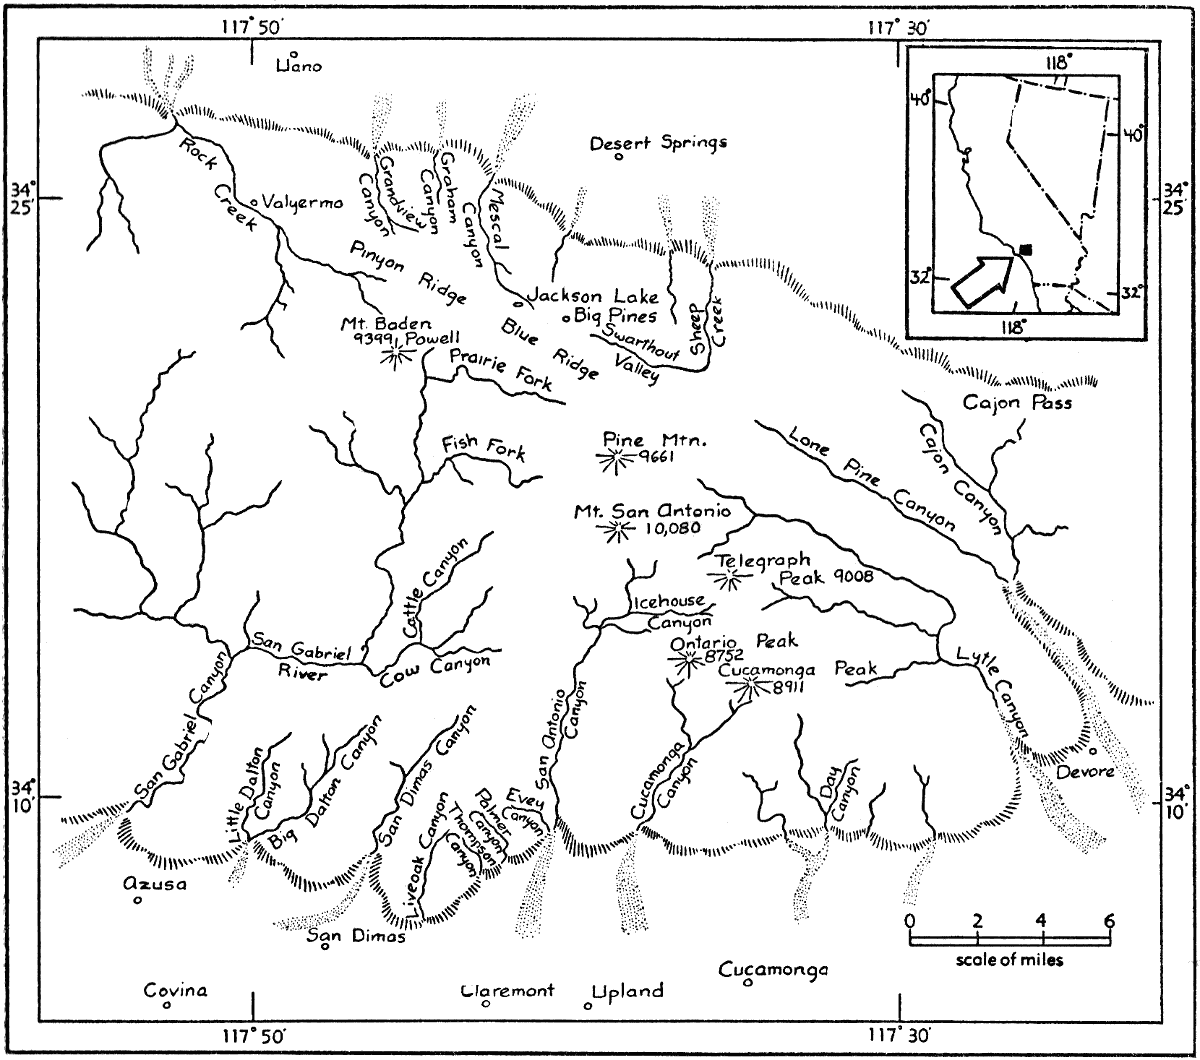 117° 50′
117° 30′
Llano
118°
40°
40°
32°
32°
118°
Desert Springs
Rock Creek
34° 25′
34° 25′
Valyermo
Grandview Canyon
Graham Canyon
Mescal Canyon
Pinyon Ridge
Jackson Lake
Big Pines
Mt. Baden
9399 Powell
Blue Ridge
Swarthout Valley
Sheep Creek
Prairie Fork
Cajon Pass
Fish Fork
Pine Mtn.
9661
Lone Pine Canyon
Cajon Canyon
Mt. San Antonio
10,080
Telegraph
Peak 9008
Cattle Canyon
Icehouse
Canyon
San Gabriel
River
Cow Canyon
Ontario Peak
8752
Cucamonga Peak
8911
Lytle Canyon
San Gabriel Canyon
San Antonio Canyon
Little Dalton Canyon
Big Dalton Canyon
San Dimas Canyon
Cucamonga Canyon
Day Canyon
Devore
34° 10′
34° 10′
Evey Canyon
Palmer Canyon
Thompson Canyon
Liveoak Canyon
Azusa
San Dimas
0 2 4 6
scale of miles
Cucamonga
Covina
Claremont
Upland
117° 50′
117° 30′